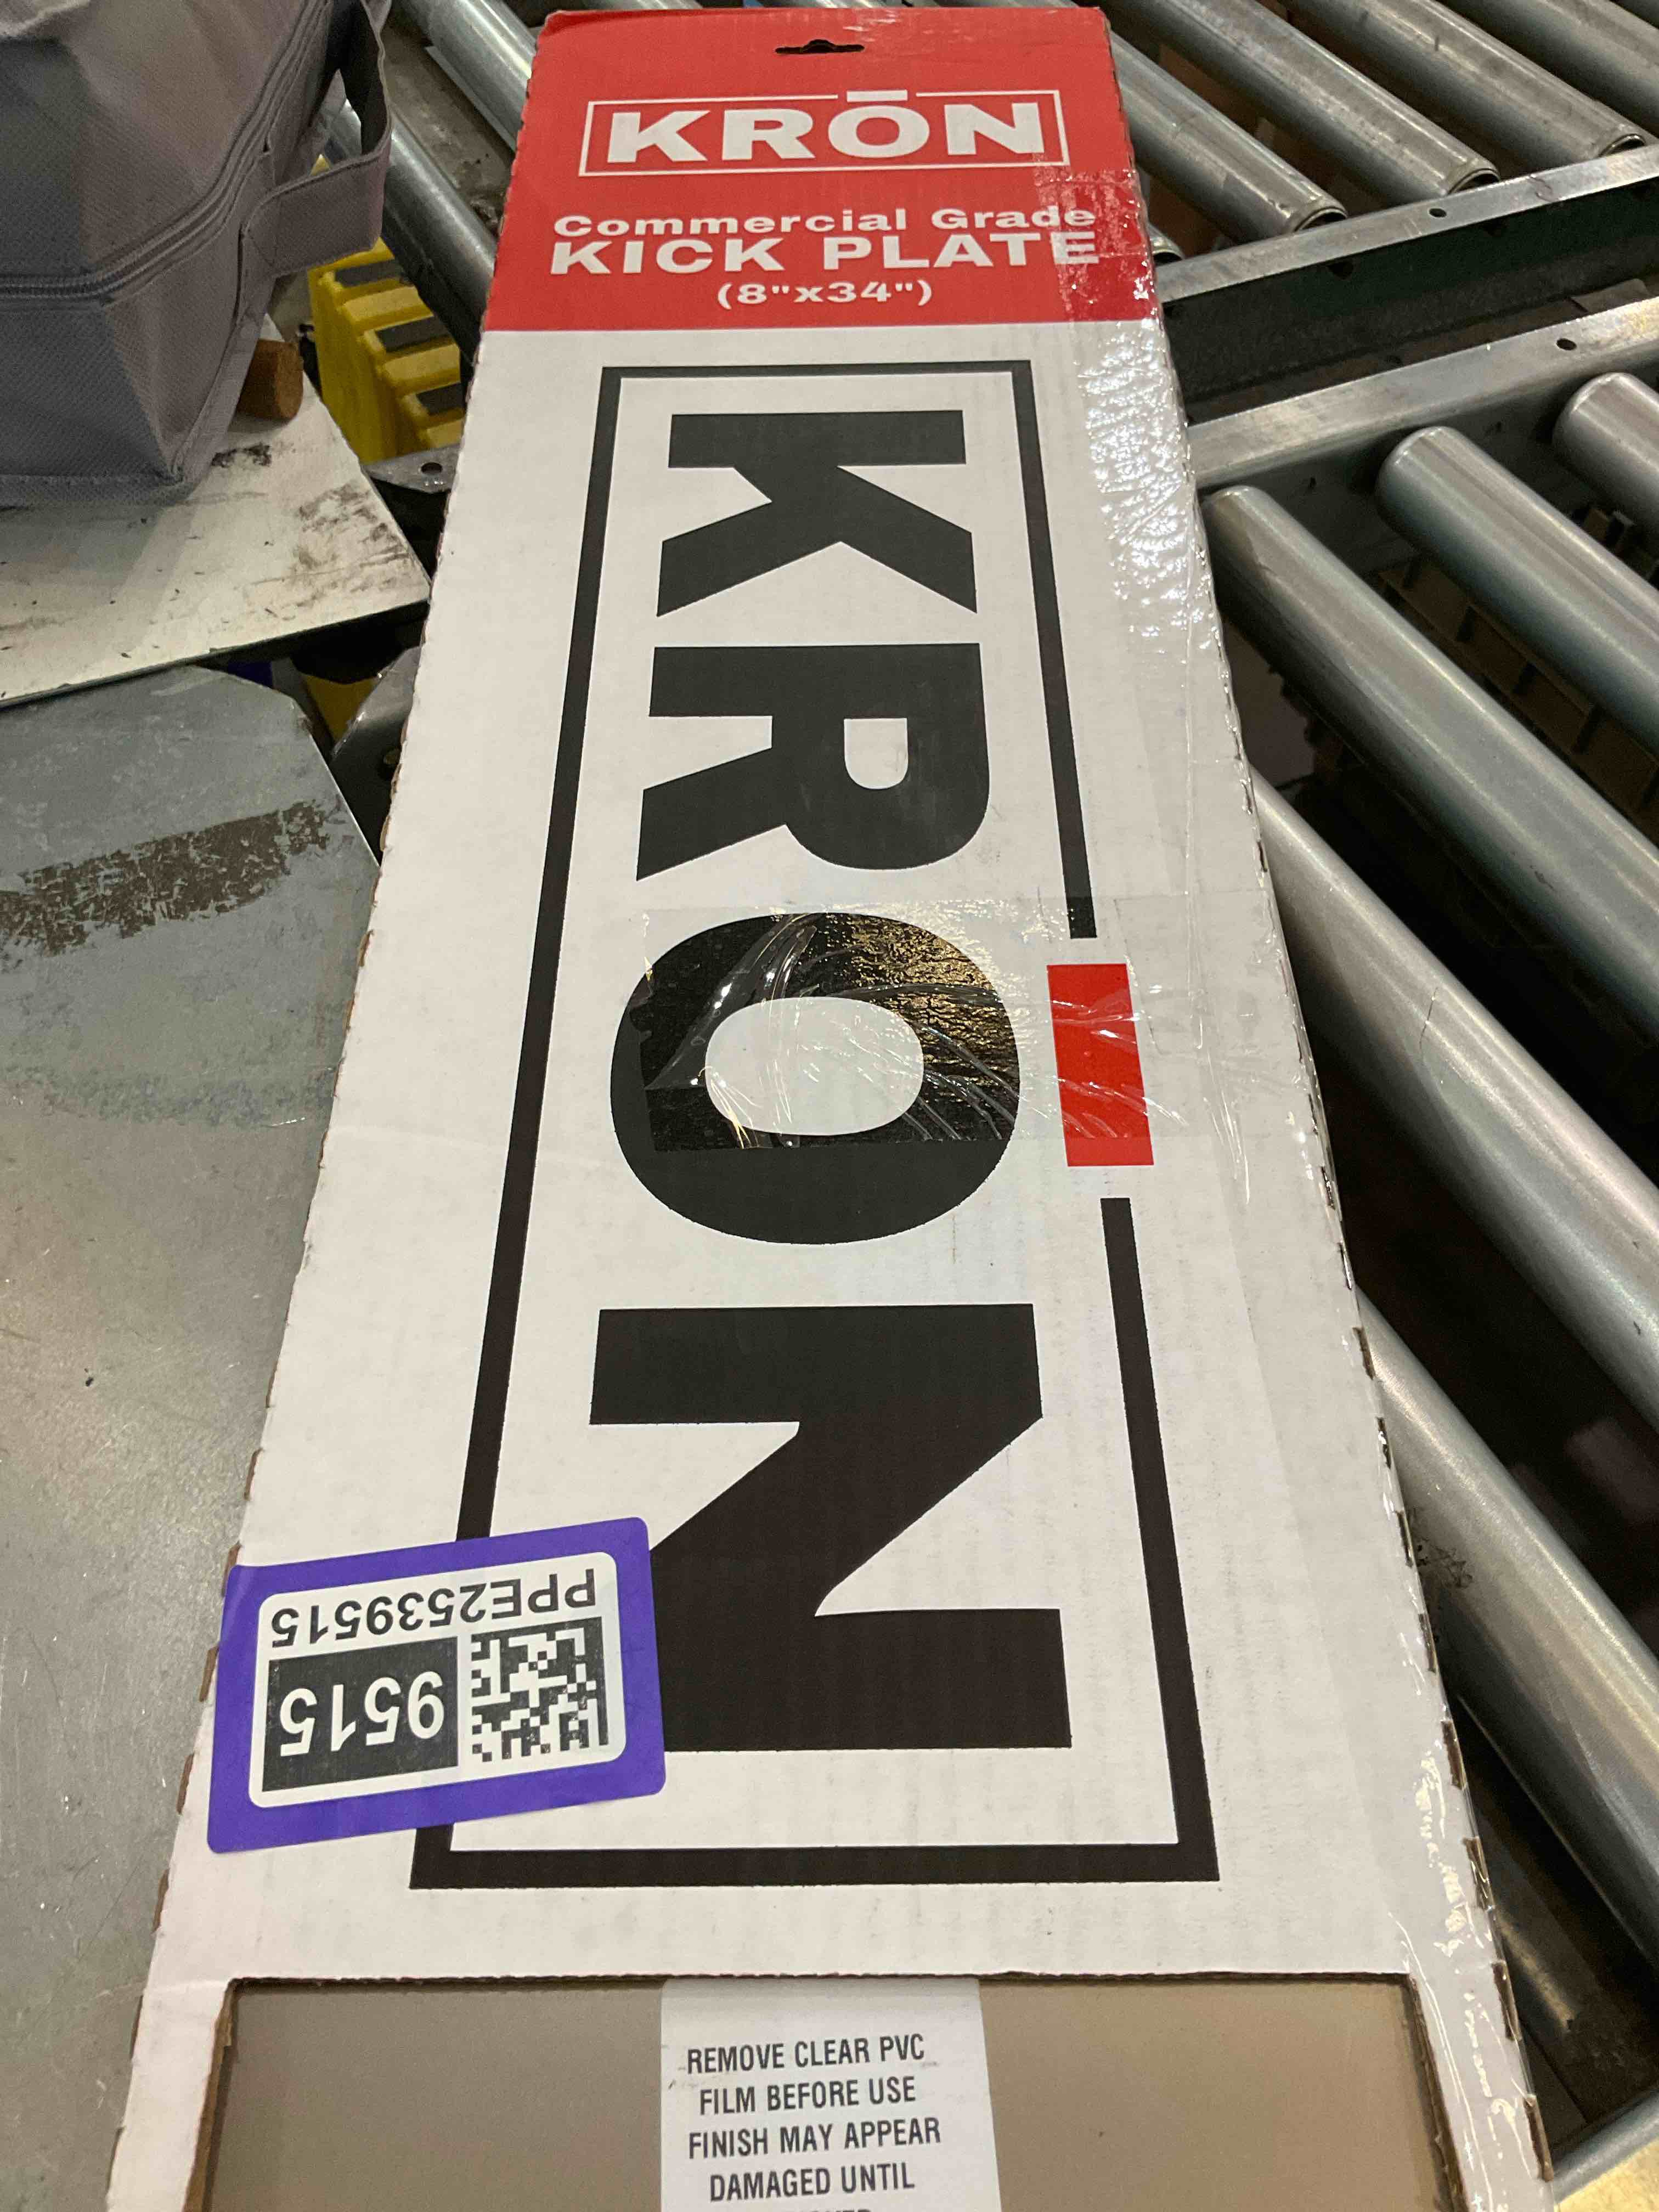 KRŌN
Commercial Grade
KICK PLATE
(8"x34")
KRŌN
PPE2539515
9515
REMOVE CLEAR PVC
FILM BEFORE USE
FINISH MAY APPEAR
DAMAGED UNTIL